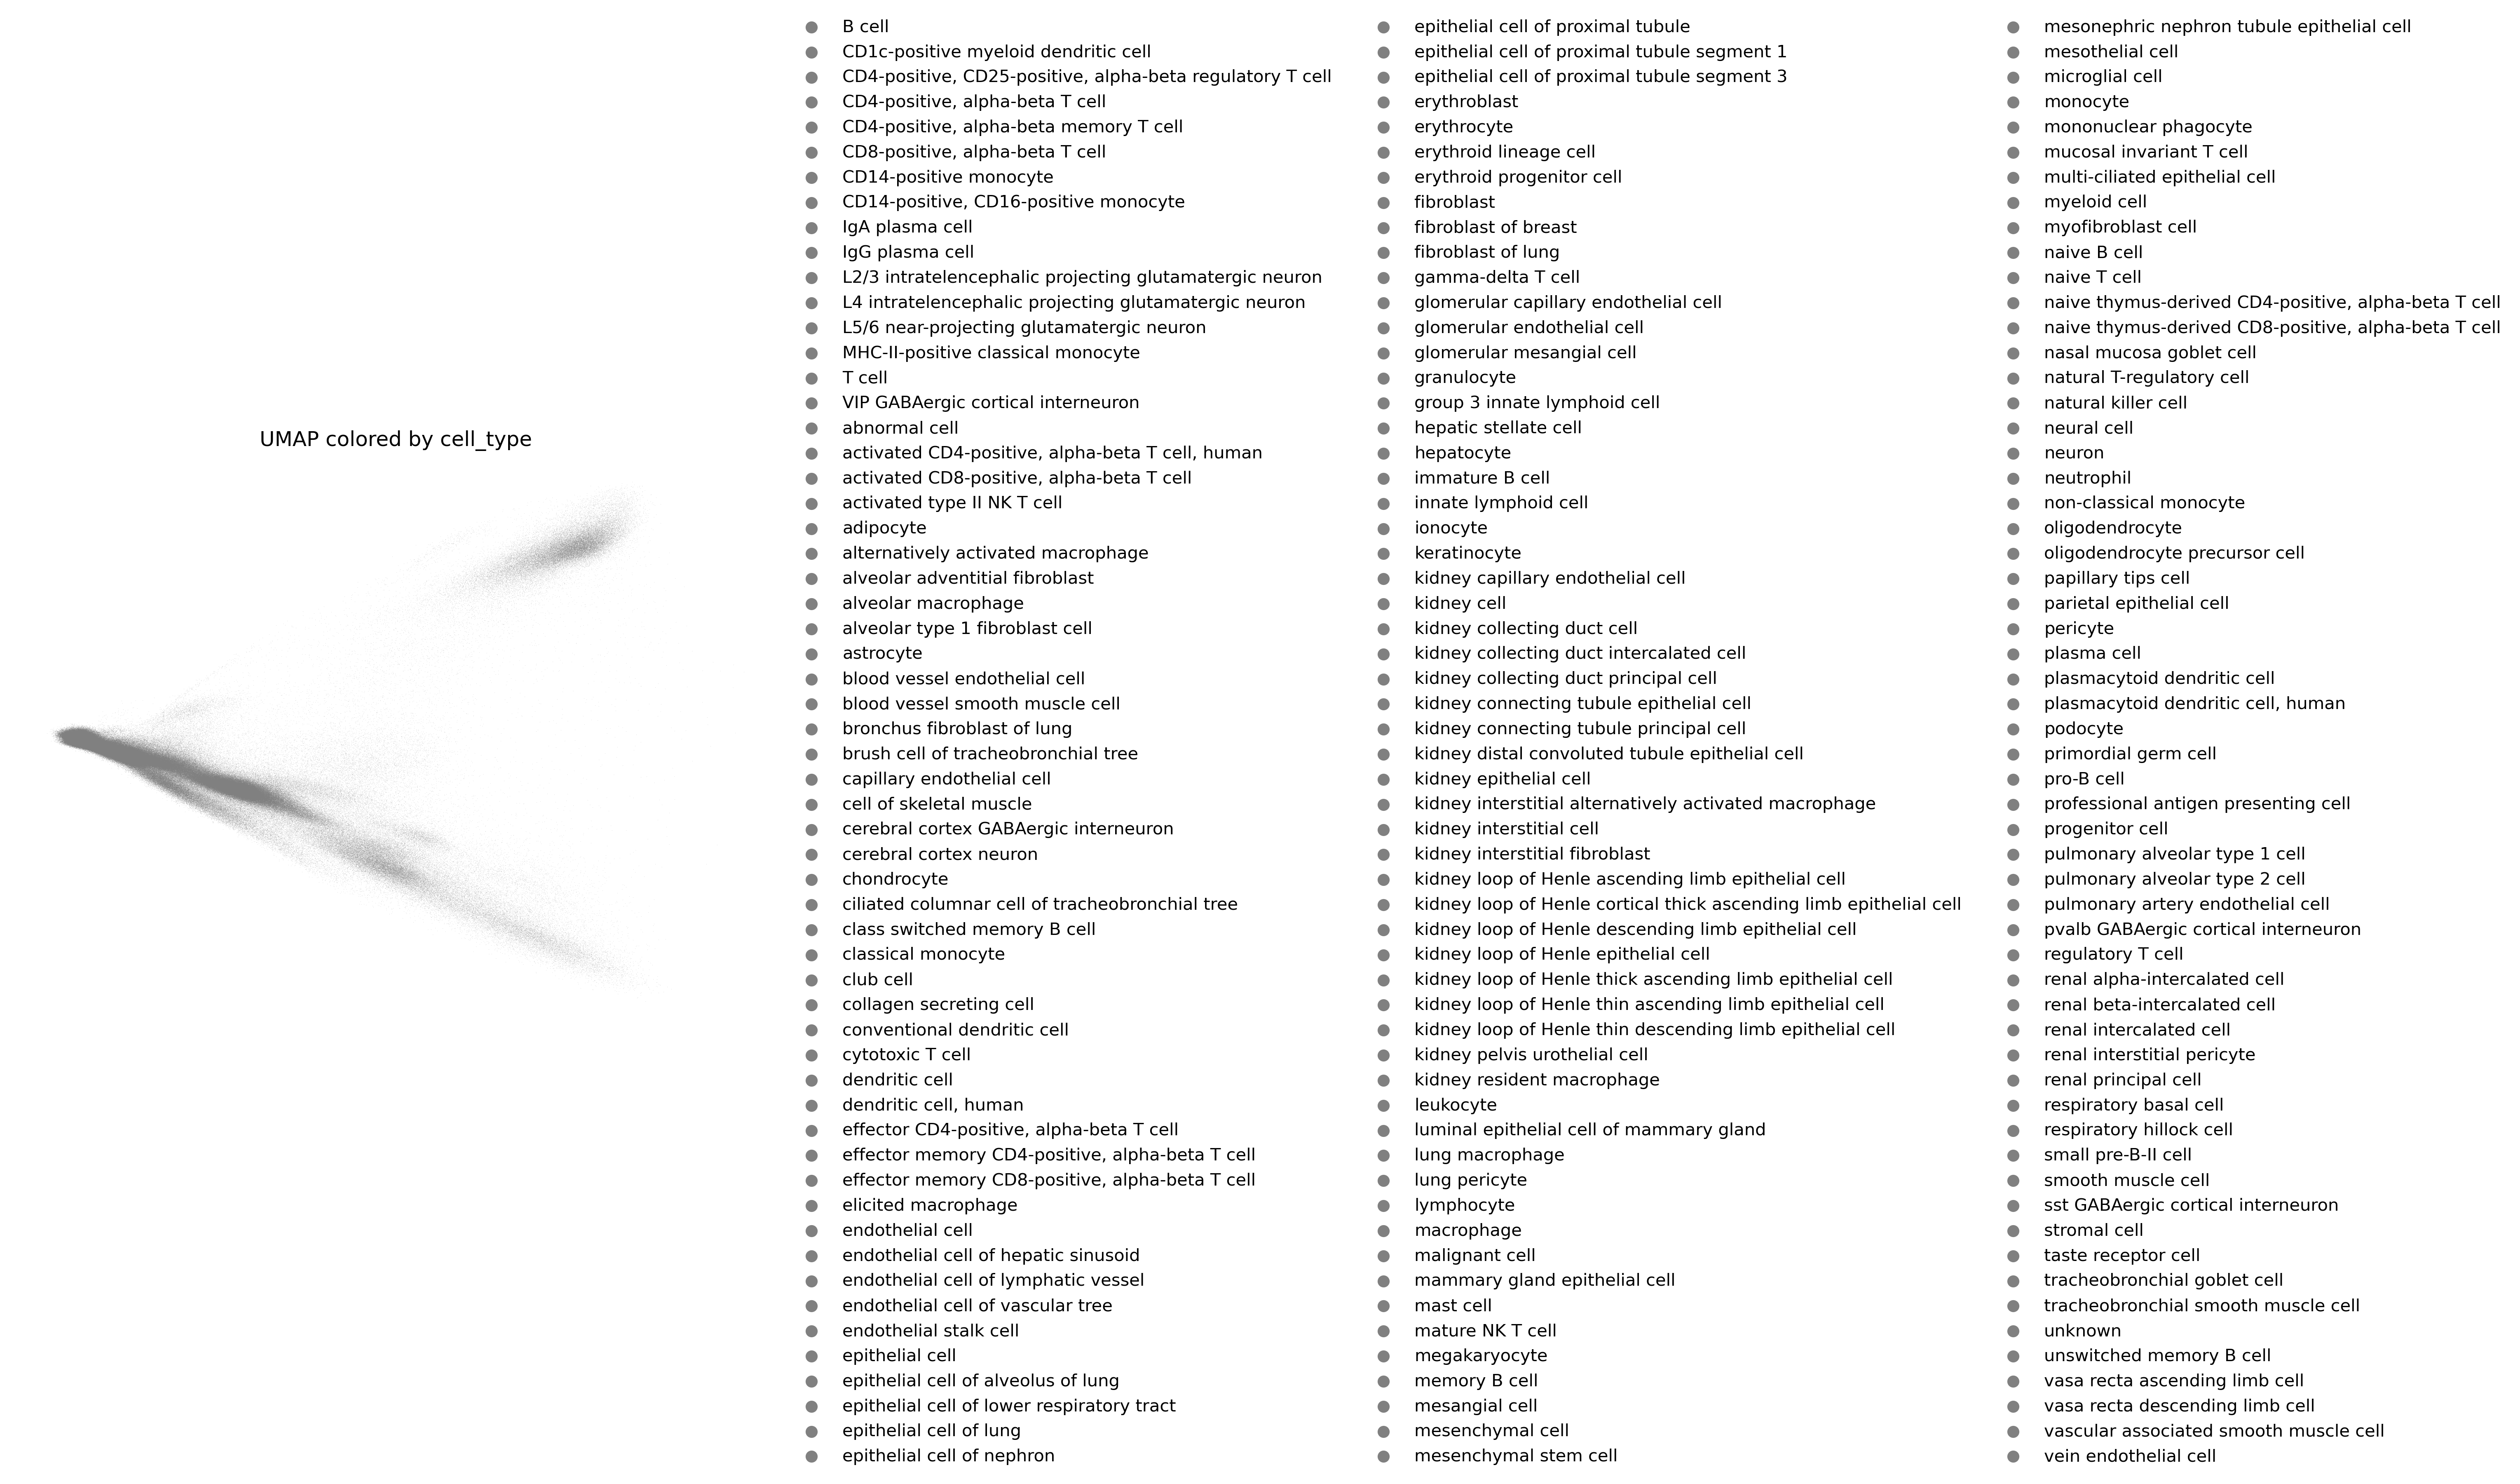 UMAP colored by cell_type
B cell
CD1c-positive myeloid dendritic cell
CD4-positive, CD25-positive, alpha-beta regulatory T cell
CD4-positive, alpha-beta T cell
CD4-positive, alpha-beta memory T cell
CD8-positive, alpha-beta T cell
CD14-positive monocyte
CD14-positive, CD16-positive monocyte
IgA plasma cell
IgG plasma cell
L2/3 intratelencephalic projecting glutamatergic neuron
L4 intratelencephalic projecting glutamatergic neuron
L5/6 near-projecting glutamatergic neuron
MHC-II-positive classical monocyte
T cell
VIP GABAergic cortical interneuron
abnormal cell
activated CD4-positive, alpha-beta T cell, human
activated CD8-positive, alpha-beta T cell
activated type II NK T cell
adipocyte
alternatively activated macrophage
alveolar adventitial fibroblast
alveolar macrophage
alveolar type 1 fibroblast cell
astrocyte
blood vessel endothelial cell
blood vessel smooth muscle cell
bronchus fibroblast of lung
brush cell of tracheobronchial tree
capillary endothelial cell
cell of skeletal muscle
cerebral cortex GABAergic interneuron
cerebral cortex neuron
chondrocyte
ciliated columnar cell of tracheobronchial tree
class switched memory B cell
classical monocyte
club cell
collagen secreting cell
conventional dendritic cell
cytotoxic T cell
dendritic cell
dendritic cell, human
effector CD4-positive, alpha-beta T cell
effector memory CD4-positive, alpha-beta T cell
effector memory CD8-positive, alpha-beta T cell
elicited macrophage
endothelial cell
endothelial cell of hepatic sinusoid
endothelial cell of lymphatic vessel
endothelial cell of vascular tree
endothelial stalk cell
epithelial cell
epithelial cell of alveolus of lung
epithelial cell of lower respiratory tract
epithelial cell of lung
epithelial cell of nephron
epithelial cell of proximal tubule
epithelial cell of proximal tubule segment 1
epithelial cell of proximal tubule segment 3
erythroblast
erythrocyte
erythroid lineage cell
erythroid progenitor cell
fibroblast
fibroblast of breast
fibroblast of lung
gamma-delta T cell
glomerular capillary endothelial cell
glomerular endothelial cell
glomerular mesangial cell
granulocyte
group 3 innate lymphoid cell
hepatic stellate cell
hepatocyte
immature B cell
innate lymphoid cell
ionocyte
keratinocyte
kidney capillary endothelial cell
kidney cell
kidney collecting duct cell
kidney collecting duct intercalated cell
kidney collecting duct principal cell
kidney connecting tubule epithelial cell
kidney connecting tubule principal cell
kidney distal convoluted tubule epithelial cell
kidney epithelial cell
kidney interstitial alternatively activated macrophage
kidney interstitial cell
kidney interstitial fibroblast
kidney loop of Henle ascending limb epithelial cell
kidney loop of Henle cortical thick ascending limb epithelial cell
kidney loop of Henle descending limb epithelial cell
kidney loop of Henle epithelial cell
kidney loop of Henle thick ascending limb epithelial cell
kidney loop of Henle thin ascending limb epithelial cell
kidney loop of Henle thin descending limb epithelial cell
kidney pelvis urothelial cell
kidney resident macrophage
leukocyte
luminal epithelial cell of mammary gland
lung macrophage
lung pericyte
lymphocyte
macrophage
malignant cell
mammary gland epithelial cell
mast cell
mature NK T cell
megakaryocyte
memory B cell
mesangial cell
mesenchymal cell
mesenchymal stem cell
mesonephric nephron tubule epithelial cell
mesothelial cell
microglial cell
monocyte
mononuclear phagocyte
mucosal invariant T cell
multi-ciliated epithelial cell
myeloid cell
myofibroblast cell
naive B cell
naive T cell
naive thymus-derived CD4-positive, alpha-beta T cell
naive thymus-derived CD8-positive, alpha-beta T cell
nasal mucosa goblet cell
natural T-regulatory cell
natural killer cell
neural cell
neuron
neutrophil
non-classical monocyte
oligodendrocyte
oligodendrocyte precursor cell
papillary tips cell
parietal epithelial cell
pericyte
plasma cell
plasmacytoid dendritic cell
plasmacytoid dendritic cell, human
podocyte
primordial germ cell
pro-B cell
professional antigen presenting cell
progenitor cell
pulmonary alveolar type 1 cell
pulmonary alveolar type 2 cell
pulmonary artery endothelial cell
pvalb GABAergic cortical interneuron
regulatory T cell
renal alpha-intercalated cell
renal beta-intercalated cell
renal intercalated cell
renal interstitial pericyte
renal principal cell
respiratory basal cell
respiratory hillock cell
small pre-B-II cell
smooth muscle cell
sst GABAergic cortical interneuron
stromal cell
taste receptor cell
tracheobronchial goblet cell
tracheobronchial smooth muscle cell
unknown
unswitched memory B cell
vasa recta ascending limb cell
vasa recta descending limb cell
vascular associated smooth muscle cell
vein endothelial cell